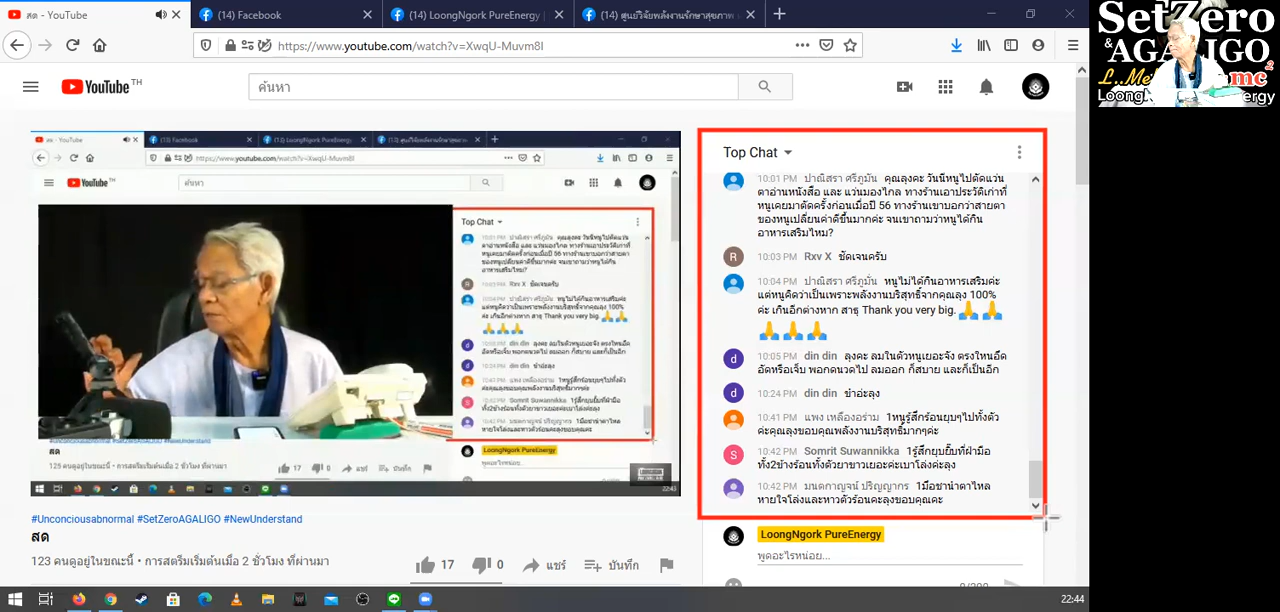 สด - YouTube
(14) Facebook
(14) LoongNgork PureEnergy
(14) ศูนย์วิจัยพลังงานรักษาสุขภาพ
SetZero
& AGALIGO
https://www.youtube.com/watch?v=XwqU-Muvm8I
YouTube TH
ค้นหา
Top Chat
10:01 PM ปาณิสรา ศรีภูมั่น คุณลุงคะ วันนี้หนูไปตัดแว่น
ตาอ่านหนังสือ และ แว่นมองไกล ทางร้านเอาประวัติเก่าที่
หนูเคยมาตัดครั้งก่อนเมื่อปี 56 ทางร้านเขาบอกว่าสายตา
ของหนูเปลี่ยนค่าดีขึ้นมากค่ะ จนเขาถามว่าหนูได้กิน
อาหารเสริมไหม?
10:03 PM Rxv X ชัดเจนครับ
10:04 PM ปาณิสรา ศรีภูมั่น หนูไม่ได้กินอาหารเสริมค่ะ
แต่หนูคิดว่าเป็นเพราะพลังงานบริสุทธิ์จากคุณลุง 100%
ค่ะ เกินอีกต่างหาก สาธุ Thank you very big. 🙏 🙏
🙏 🙏 🙏
10:05 PM din din ลุงคะ ลมในตัวหนูเยอะจัง ตรงไหนอึด
อัดหรือเจ็บ พอกดนวดไป ลมออก ก็สบาย และก็เป็นอีก
10:24 PM din din ขำอ่ะลุง
10:41 PM แพง เหลืองอร่าม 1หนูรู้สึกร้อนยุบๆไปทั้งตัว
ค่ะคุณลุงขอบคุณพลังงานบริสุทธิ์มากๆค่ะ
10:42 PM Somrit Suwannikka 1รู้สึกยุบยิ๊บที่ฝ่ามือ
ทั้ง2ข้างร้อนทั้งตัวขาขาวเยอะค่ะเบาโล่งค่ะลุง
10:42 PM มนตกาญจน์ ปริญญากร 1มือชาน้ำตาไหล
หายใจโล่งและหาวตัวร้อนคะลุงขอบคุณคะ
LoongNgork PureEnergy
พูดอะไรหน่อย...
#Unconciousabnormal #SetZeroAGALIGO #NewUnderstand
สด
123 คนดูอยู่ในขณะนี้ • การสตรีมเริ่มต้นเมื่อ 2 ชั่วโมง ที่ผ่านมา
17
0
แชร์
บันทึก
22:44